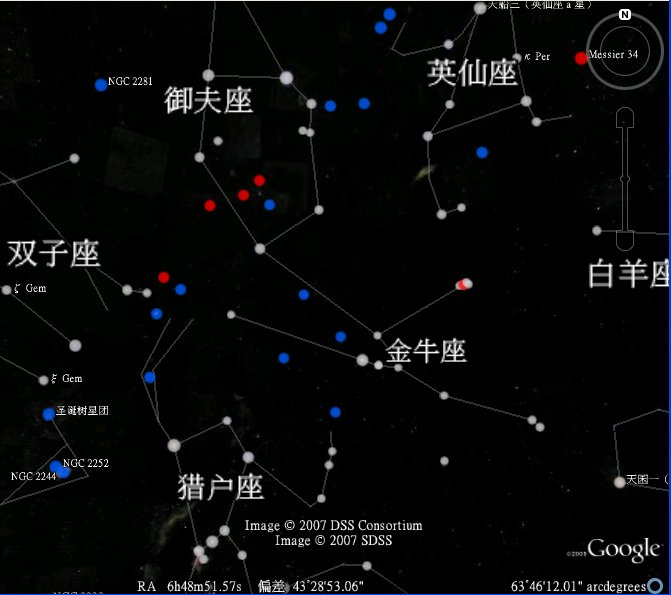 天船三（英仙座 a 星）
N
κ Per
Messier 34
英仙座
NGC 2281
御夫座
双子座
白羊座
ζ Gem
金牛座
ξ Gem
圣诞树星团
NGC 2252
NGC 2244
天囷一（
猎户座
Image © 2007 DSS Consortium
Image © 2007 SDSS
©2005 Google
RA 6h48m51.57s 偏差 43°28'53.06" 63°46'12.01" arcdegrees